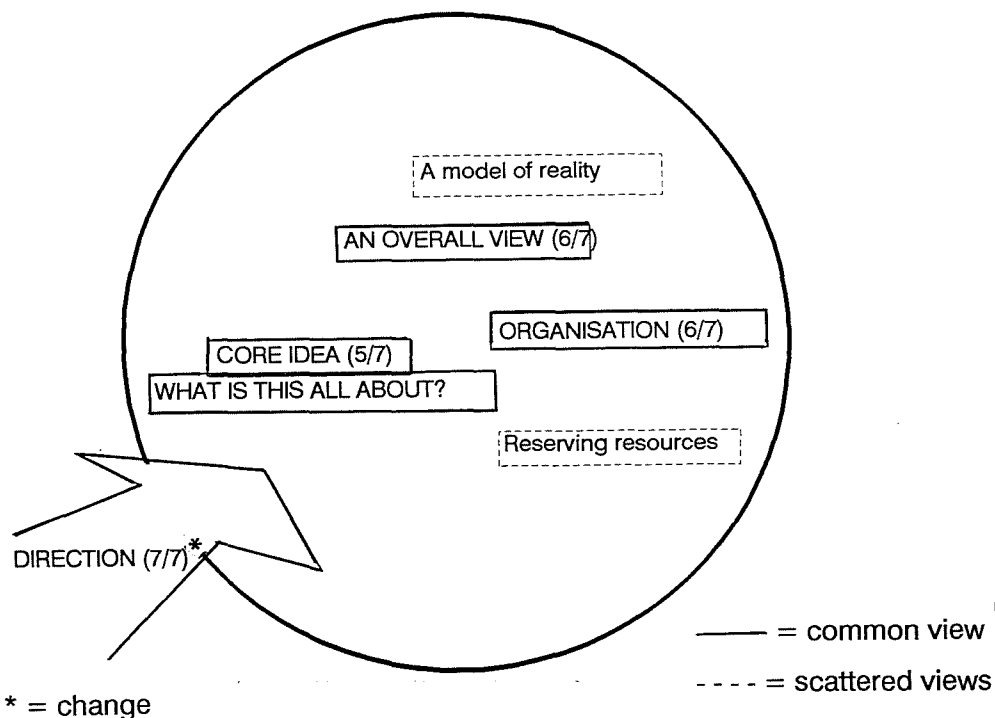 A model of reality
AN OVERALL VIEW (6/7)
ORGANISATION (6/7)
CORE IDEA (5/7)
WHAT IS THIS ALL ABOUT?
Reserving resources
DIRECTION (7/7)*
= common view
= scattered views
* = change